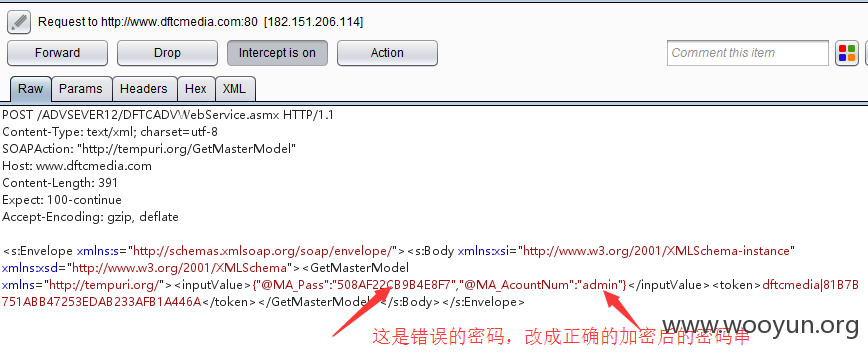 Request to http://www.dftcmedia.com:80 [182.151.206.114]
Forward Drop Intercept is on Action Comment this item
Raw Params Headers Hex XML
POST /ADVSEVER12/DFTCADVWebService.asmx HTTP/1.1
Content-Type: text/xml; charset=utf-8
SOAPAction: "http://tempuri.org/GetMasterModel"
Host: www.dftcmedia.com
Content-Length: 391
Expect: 100-continue
Accept-Encoding: gzip, deflate
<s:Envelope xmlns:s="http://schemas.xmlsoap.org/soap/envelope/"><s:Body xmlns:xsi="http://www.w3.org/2001/XMLSchema-instance"
xmlns:xsd="http://www.w3.org/2001/XMLSchema"><GetMasterModel
xmlns="http://tempuri.org/"><inputValue>{"@MA_Pass":"508AF22CB9B4E8F7","@MA_AcountNum":"admin"}</inputValue><token>dftcmedia|81B7B
751ABB47253EDAB233AFB1A446A</token></GetMasterModel></s:Body></s:Envelope>
这是错误的密码，改成正确的加密后的密码串
www.wooyun.org